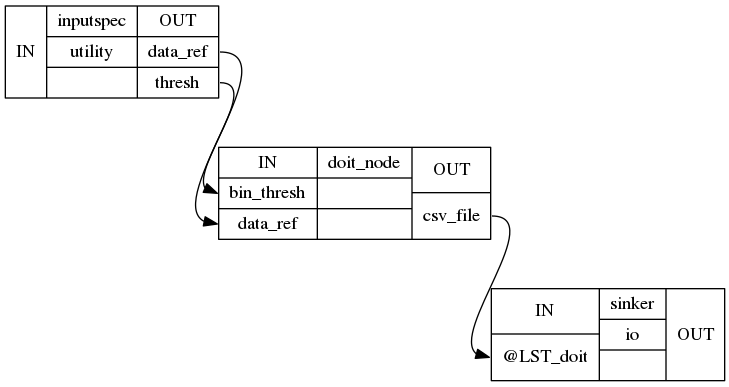 IN
inputspec
utility
OUT
data_ref
thresh
IN
bin_thresh
data_ref
doit_node
OUT
csv_file
IN
@LST_doit
sinker
io
OUT